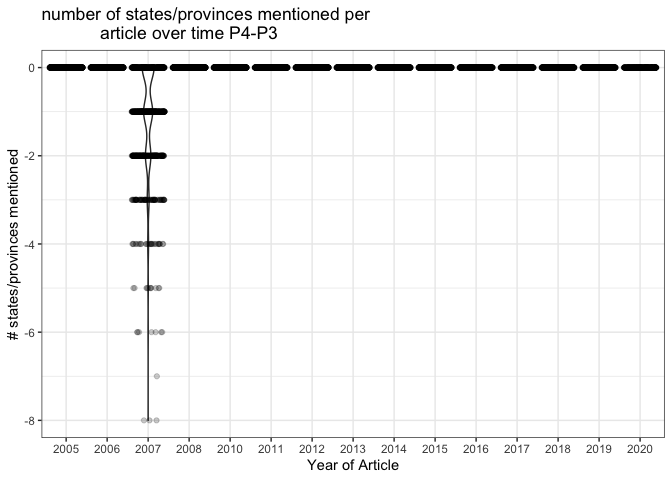 number of states/provinces mentioned per
article over time P4-P3
# states/provinces mentioned
0
-2
-4
-6
-8
2005 2006 2007 2008 2009 2010 2011 2012 2013 2014 2015 2016 2017 2018 2019 2020
Year of Article